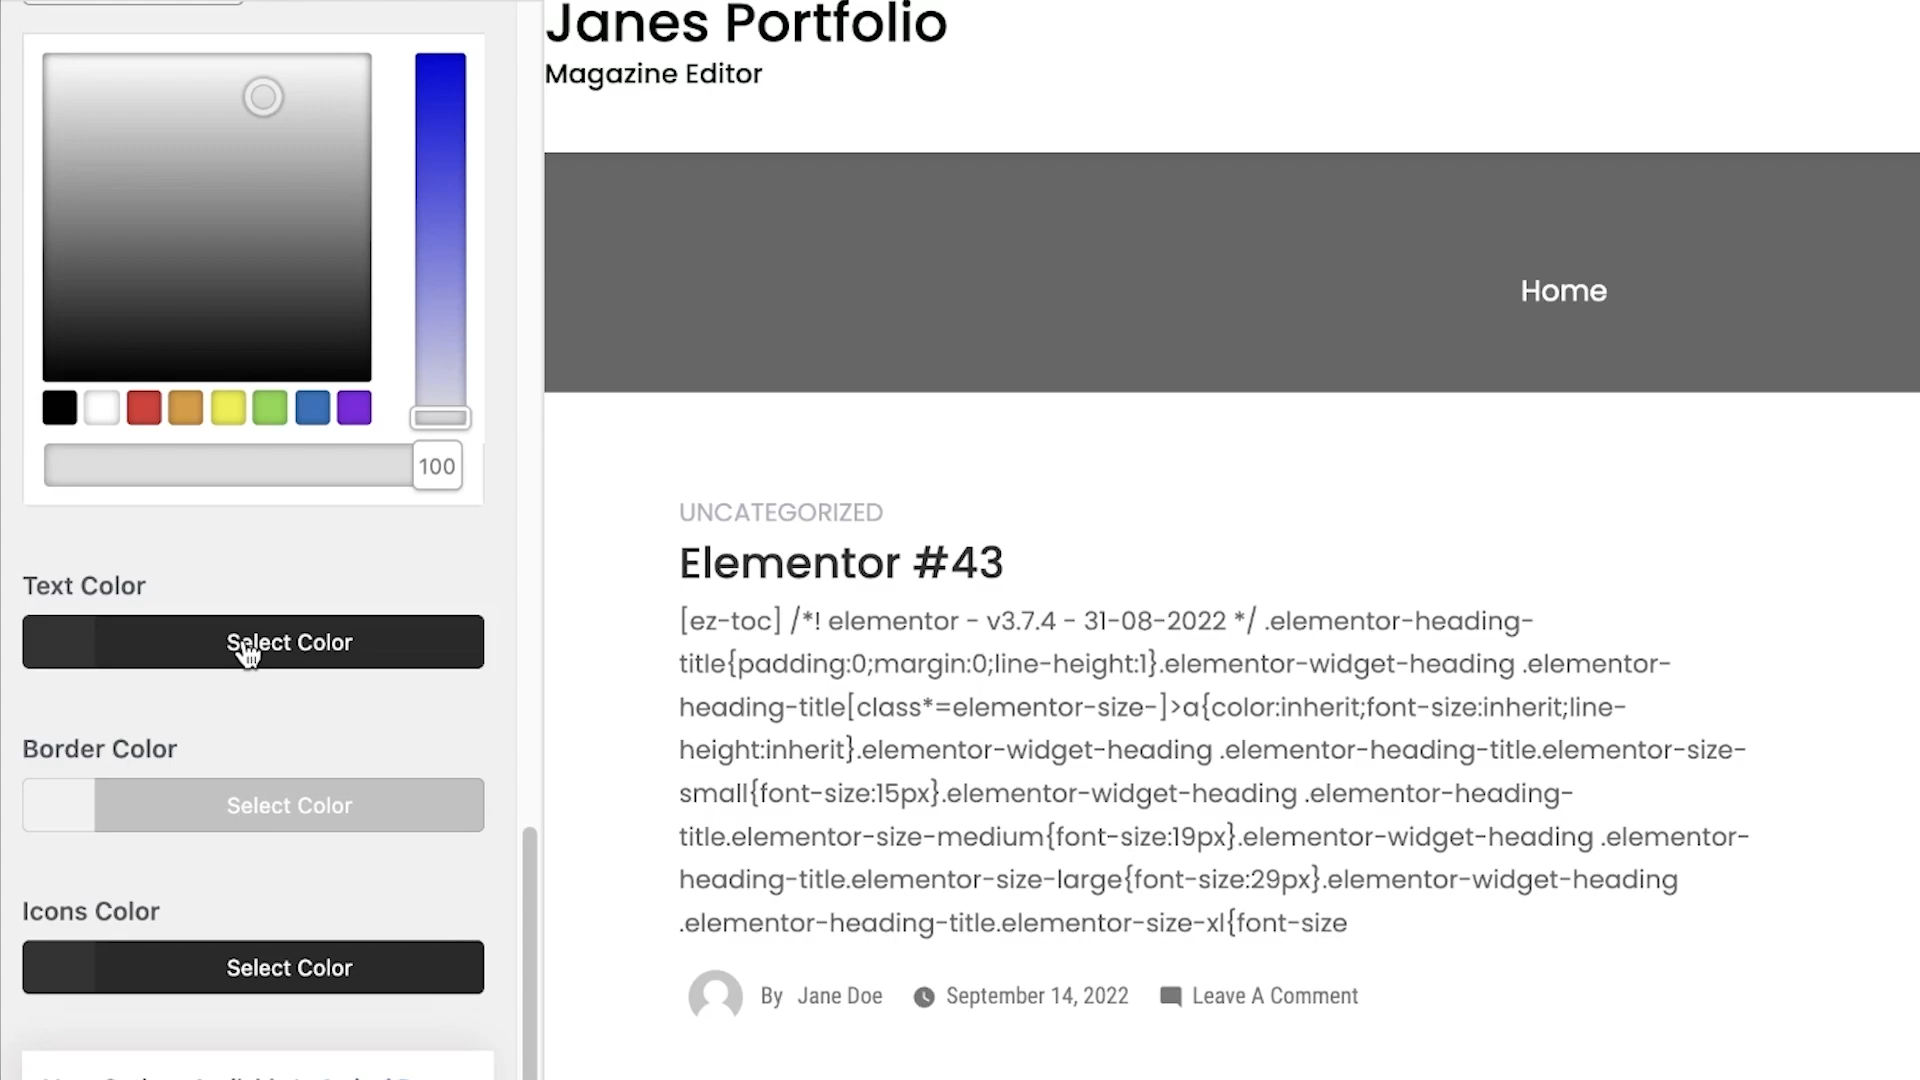 Janes Portfolio
Magazine Editor
Home
100
Text Color
Select Color
Border Color
Select Color
Icons Color
Select Color
UNCATEGORIZED
Elementor #43
[ez-toc] /*! elementor - v3.7.4 - 31-08-2022 */ .elementor-heading-
title{padding:0;margin:0;line-height:1}.elementor-widget-heading .elementor-
heading-title[class*=elementor-size-]>a{color:inherit;font-size:inherit;line-
height:inherit}.elementor-widget-heading .elementor-heading-title.elementor-size-
small{font-size:15px}.elementor-widget-heading .elementor-heading-
title.elementor-size-medium{font-size:19px}.elementor-widget-heading .elementor-
heading-title.elementor-size-large{font-size:29px}.elementor-widget-heading
.elementor-heading-title.elementor-size-xl{font-size
By Jane Doe September 14, 2022 Leave A Comment